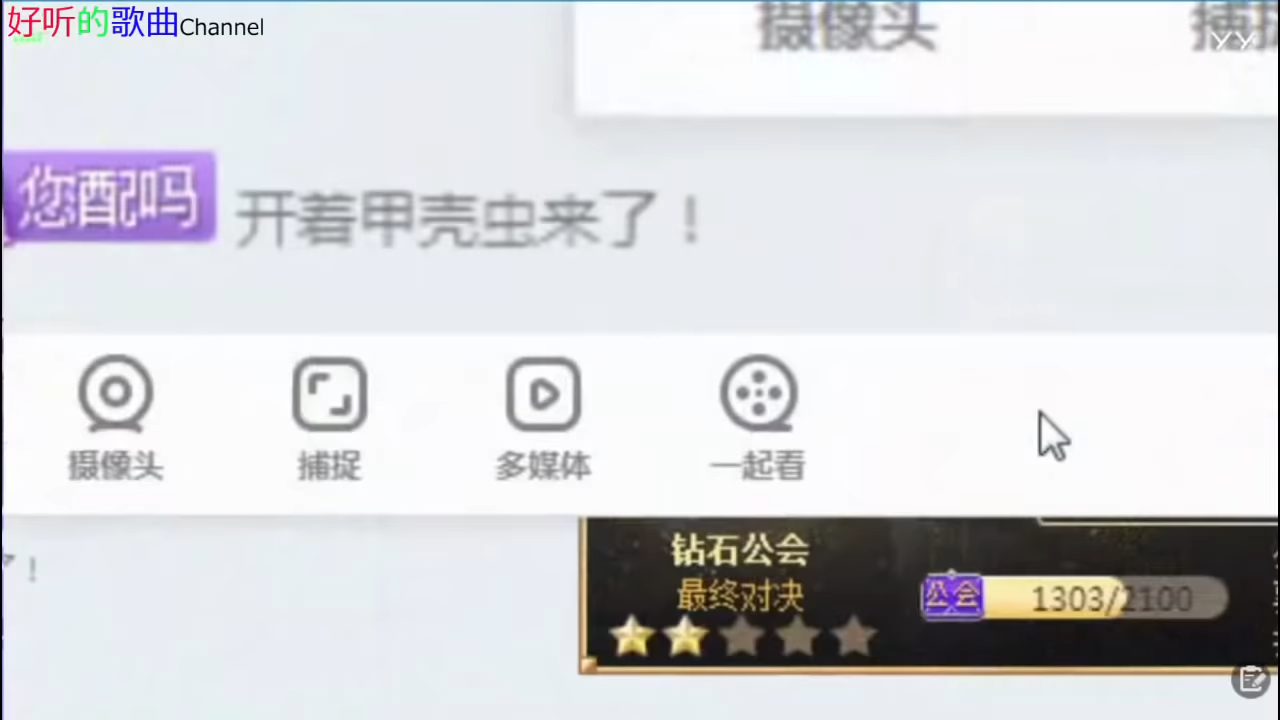 好听的歌曲Channel
摄像头
YY
您配吗 开着甲壳虫来了！
摄像头 捕捉 多媒体 一起看
！
钻石公会
最终对决
公会 1303/2100